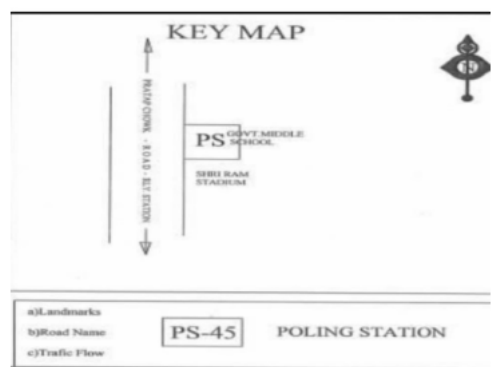 KEY MAP
N
PRATAP CHOWK - ROAD - RLY STATION
PS
GOVT MIDDLE
SCHOOL
SHRI RAM
STADIUM
a)Landmarks
b)Road Name
c)Trafic Flow
PS-45
POLING STATION